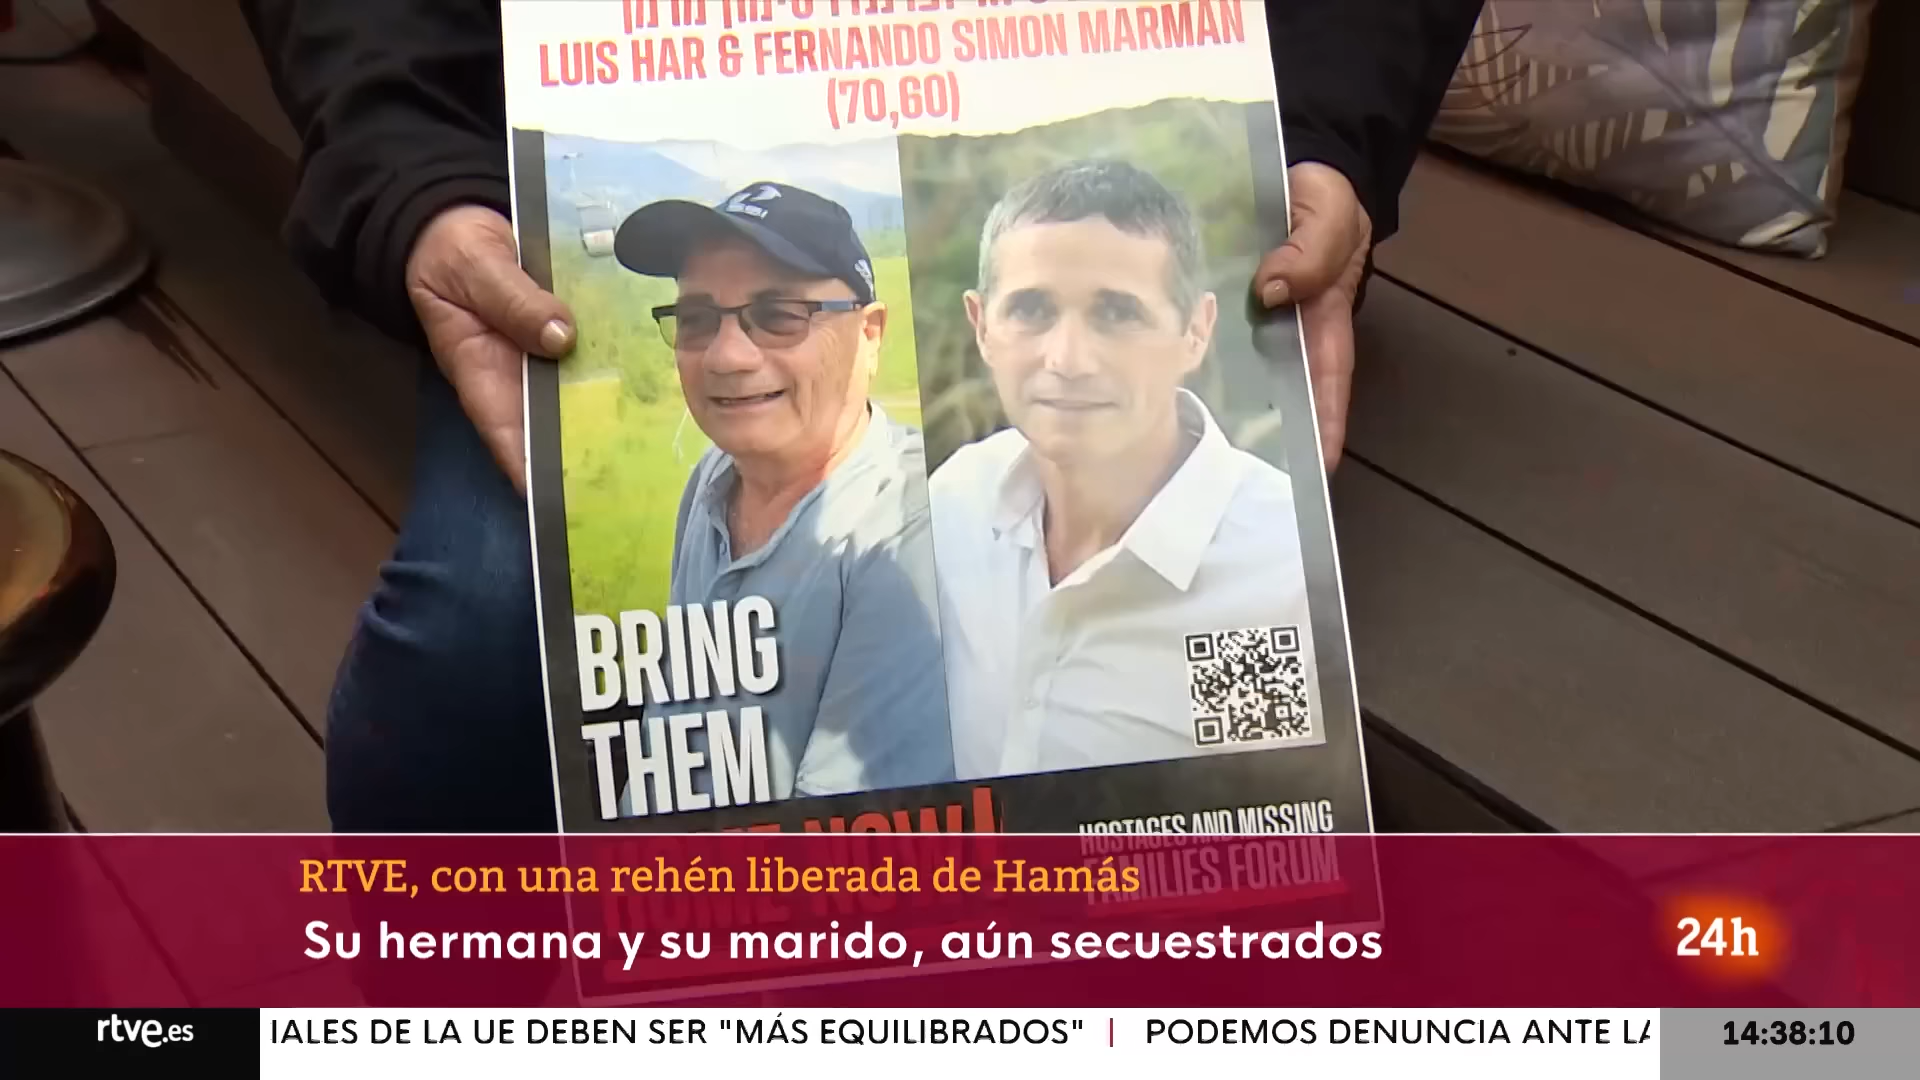 LUIS HAR & FERNANDO SIMON MARMAN
(70,60)
BRING
THEM
HOME NOW!
HOSTAGES AND MISSING
FAMILIES FORUM
RTVE, con una rehén liberada de Hamás
Su hermana y su marido, aún secuestrados
24h
rtve.es
IALES DE LA UE DEBEN SER "MÁS EQUILIBRADOS" | PODEMOS DENUNCIA ANTE LA
14:38:10